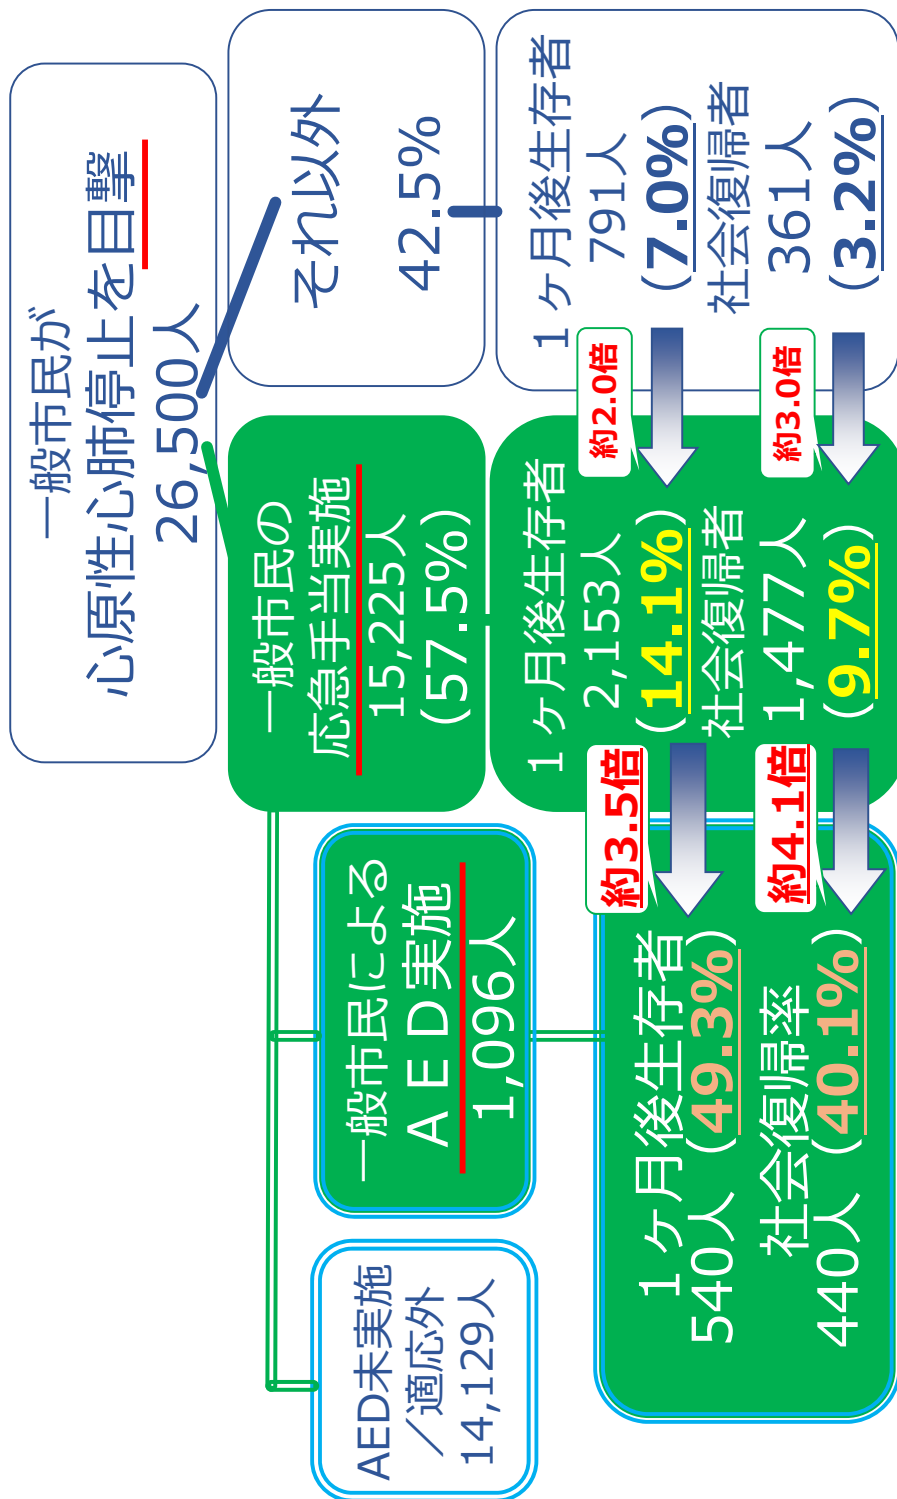 一般市民が
心原性心肺停止を目撃
26,500人
一般市民の
応急手当実施
15,225人
(57.5%)
それ以外
42.5%
一般市民による
ＡＥＤ実施
1,096人
AED未実施
／適応外
14,129人
１ヶ月後生存者
540人(49.3%)
社会復帰率
440人(40.1%)
約3.5倍
約4.1倍
１ヶ月後生存者
2,153人
(14.1%)
社会復帰者
1,477人
(9.7%)
約2.0倍
約3.0倍
１ヶ月後生存者
791人
(7.0%)
社会復帰者
361人
(3.2%)